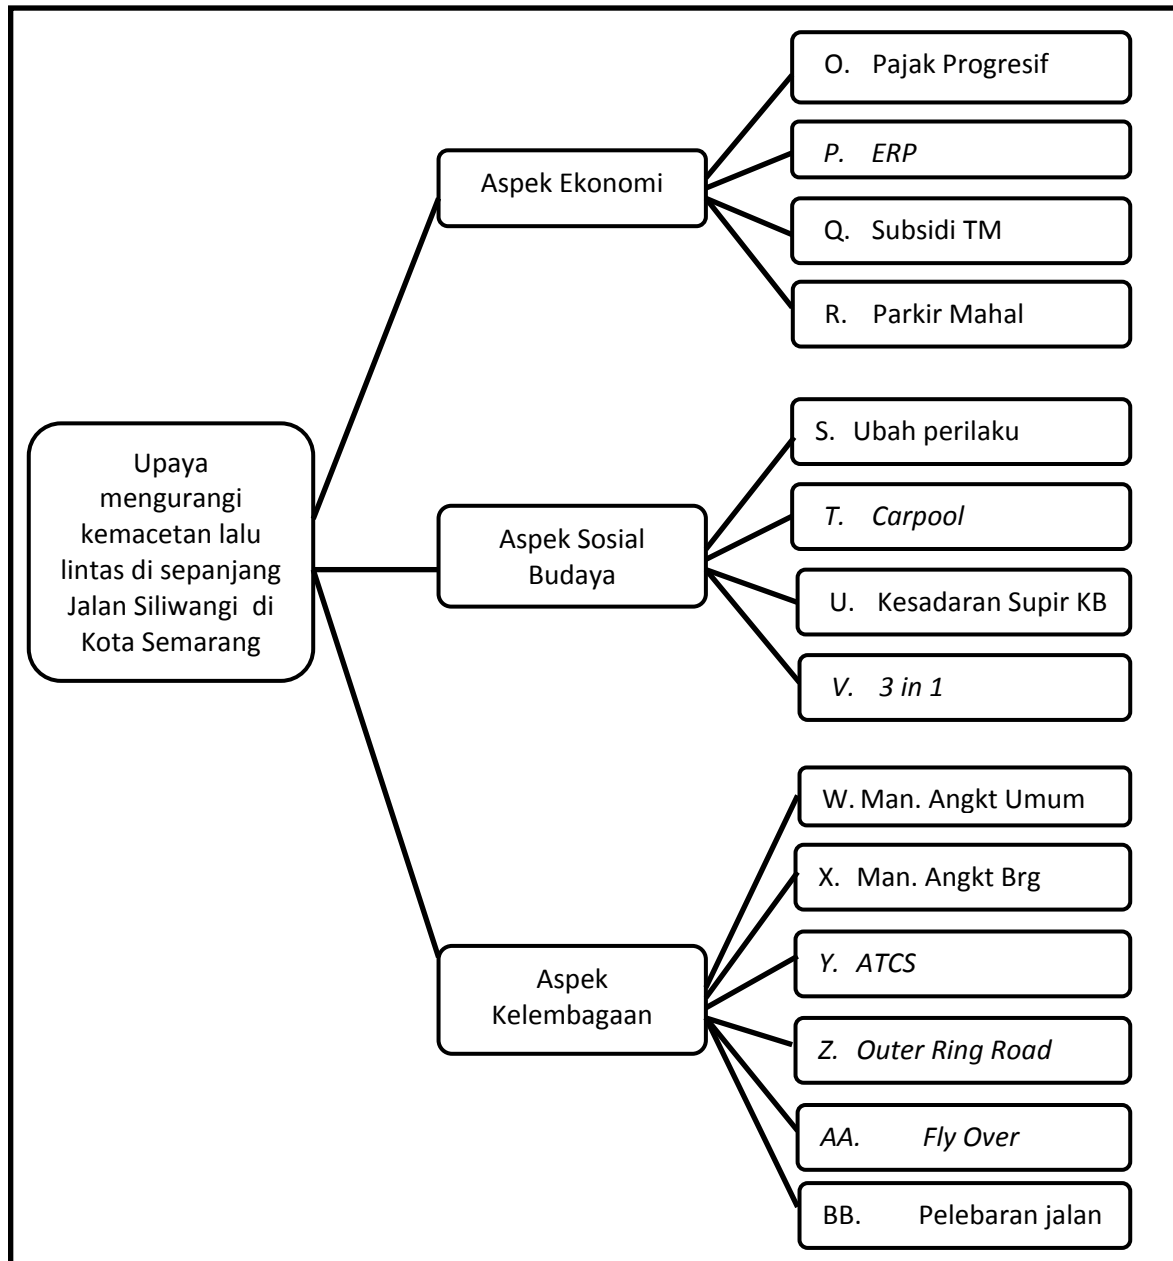 Upaya
mengurangi
kemacetan lalu
lintas di sepanjang
Jalan Siliwangi di
Kota Semarang
Aspek Ekonomi
O. Pajak Progresif
P. ERP
Q. Subsidi TM
R. Parkir Mahal
Aspek Sosial
Budaya
S. Ubah perilaku
T. Carpool
U. Kesadaran Supir KB
V. 3 in 1
Aspek
Kelembagaan
W. Man. Angkt Umum
X. Man. Angkt Brg
Y. ATCS
Z. Outer Ring Road
AA. Fly Over
BB. Pelebaran jalan